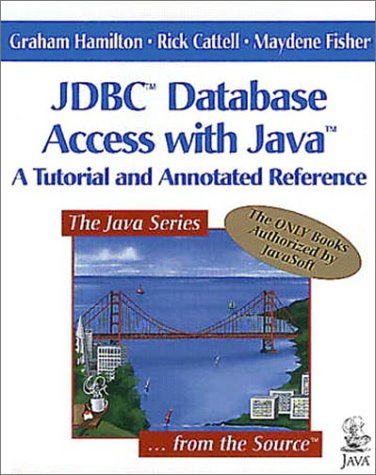 Graham Hamilton • Rick Cattell • Maydene Fisher
JDBC™ Database
Access with Java™
A Tutorial and Annotated Reference
The Java Series
The ONLY Books
Authorized by
JavaSoft
... from the Source™
JAVA